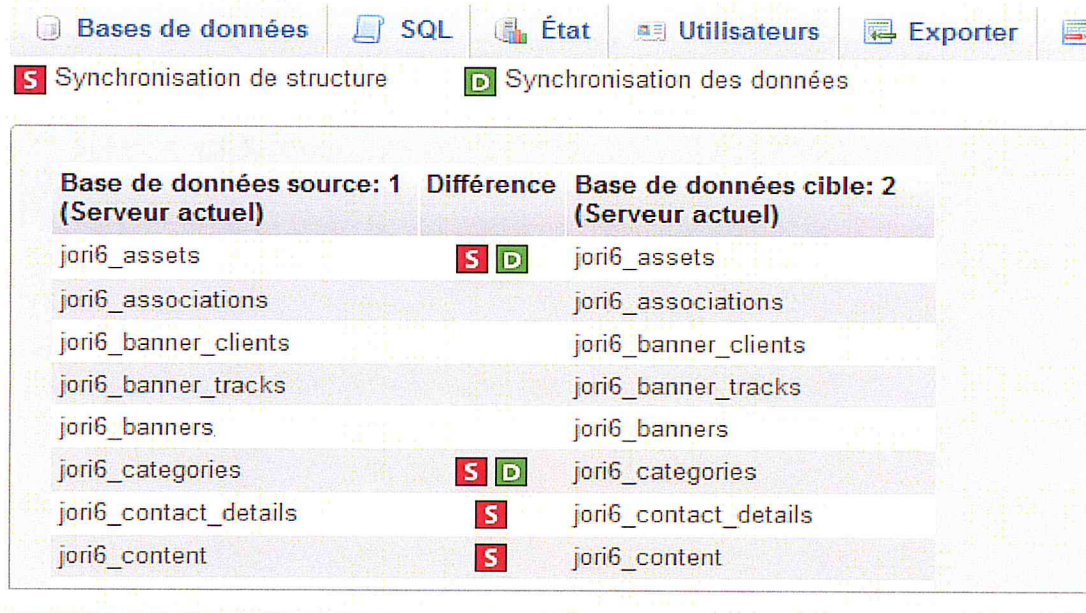 Bases de données SQL État Utilisateurs Exporter
S Synchronisation de structure D Synchronisation des données
Base de données source: 1 Différence Base de données cible: 2
(Serveur actuel) (Serveur actuel)
jori6_assets S D jori6_assets
jori6_associations jori6_associations
jori6_banner_clients jori6_banner_clients
jori6_banner_tracks jori6_banner_tracks
jori6_banners jori6_banners
jori6_categories S D jori6_categories
jori6_contact_details S jori6_contact_details
jori6_content S jori6_content